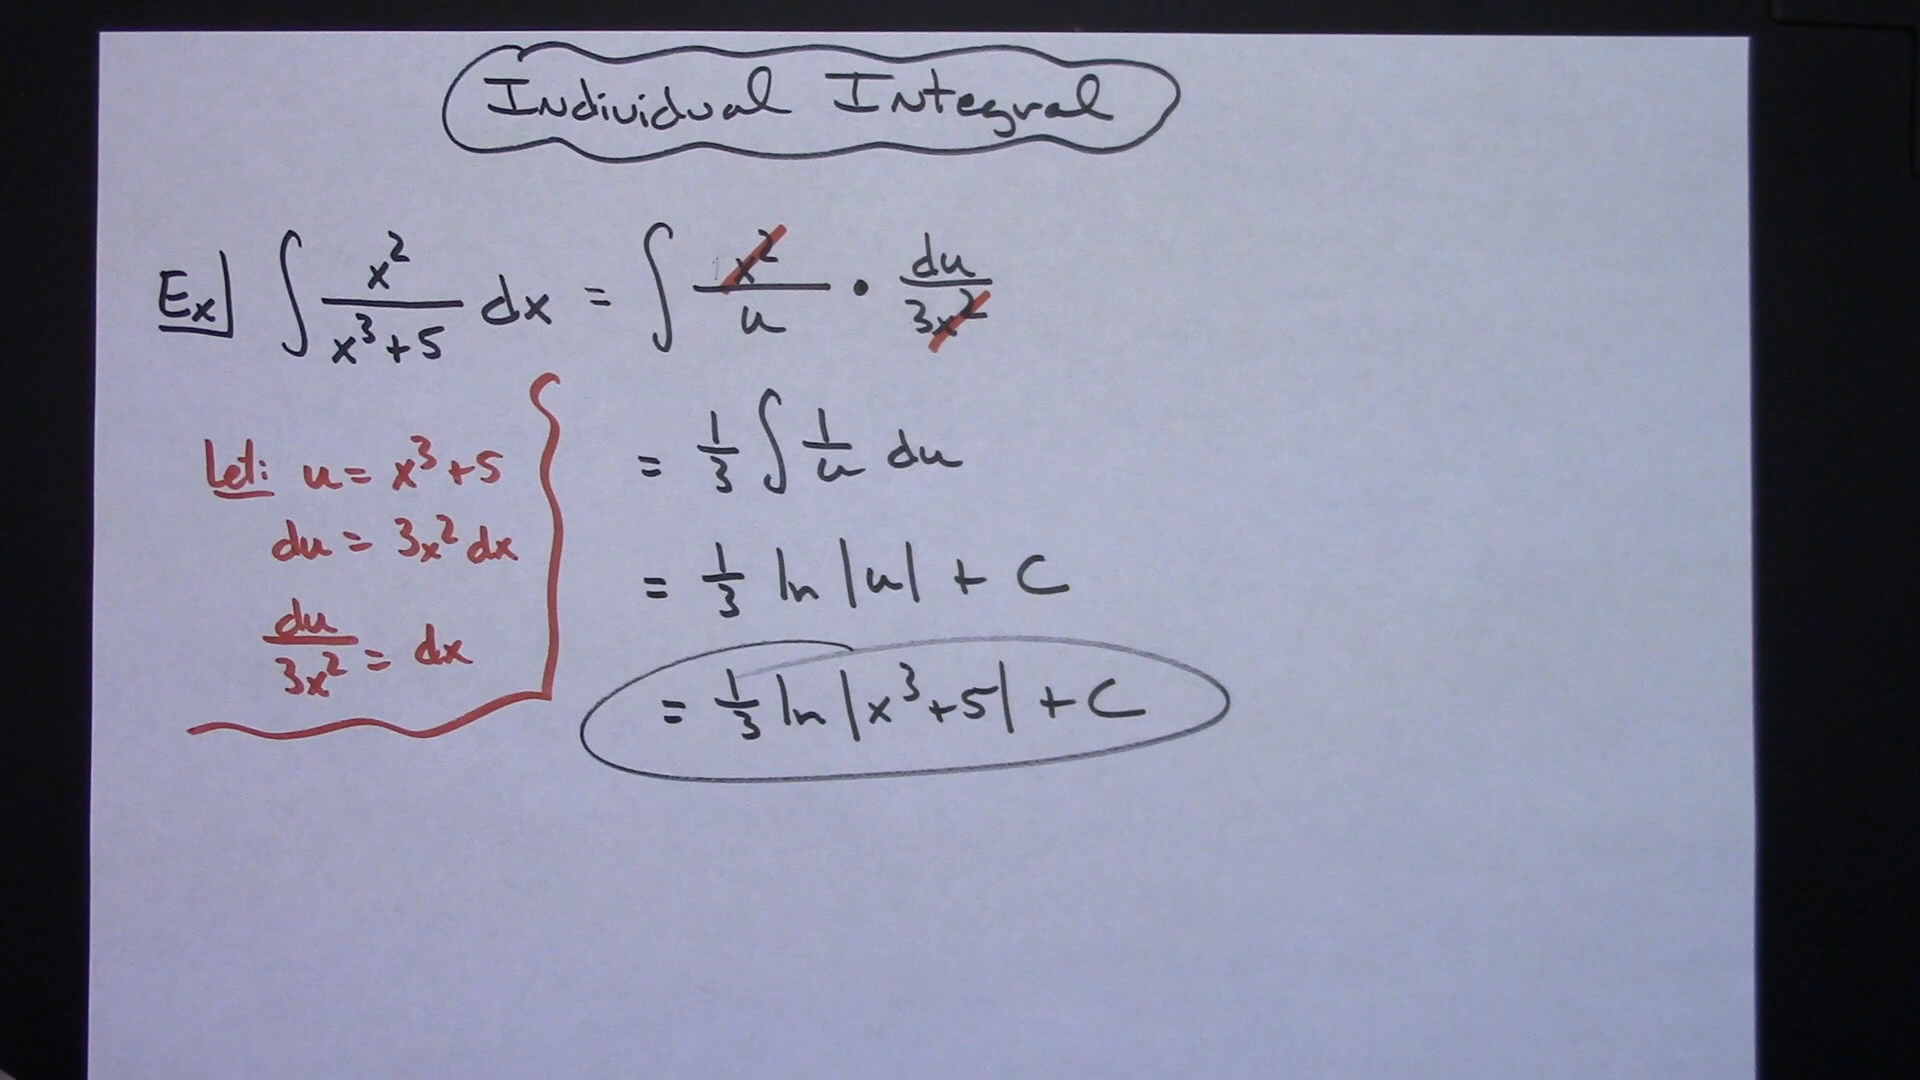 Individual Integral
Ex| ∫ x²/(x³+5) dx = ∫ x²/u • du/3x²
= 1/3 ∫ 1/u du
Let: u = x³+5
du = 3x² dx
du/3x² = dx
= 1/3 ln |u| + C
= 1/3 ln |x³+5| + C